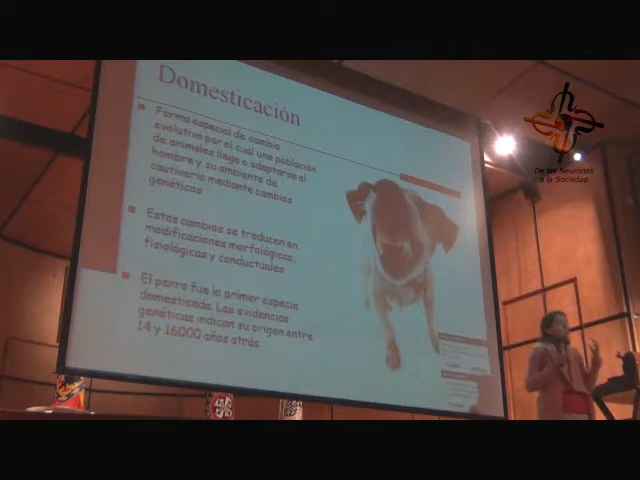 Domesticación
Forma especial de cambio
evolutivo por el cual una población
de animales llega a adaptarse al
hombre y su ambiente de
cautiverio mediante cambios
genéticos
Estos cambios se traducen en
modificaciones morfológicas,
fisiológicas y conductuales
El perro fue la primer especie
domesticada. Las evidencias
genéticas indican su origen entre
14 y 16000 años atrás
De las Neuronas
a la Sociedad